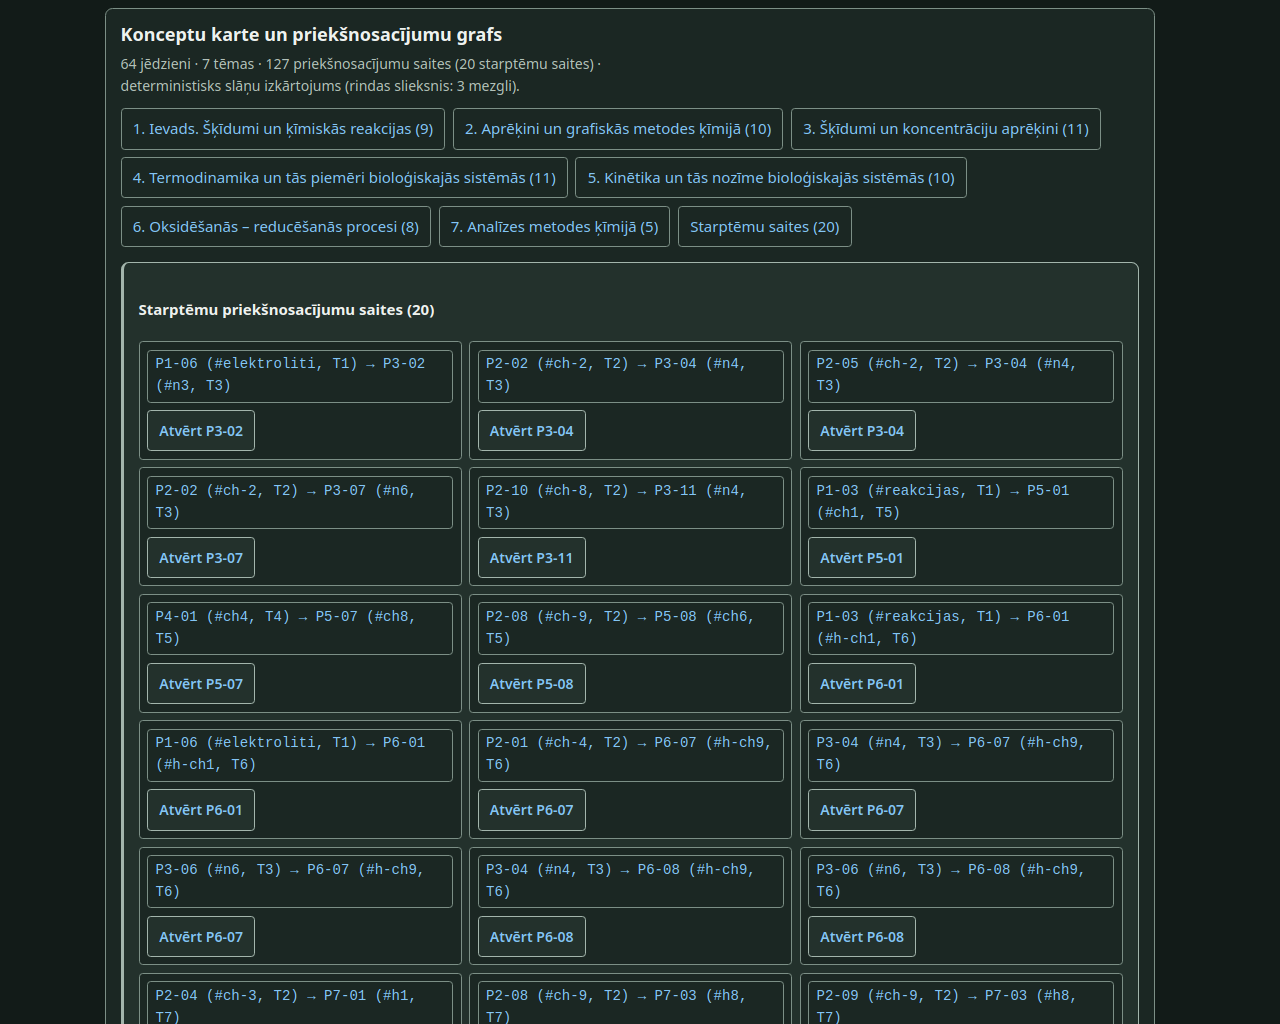 Konceptu karte un priekšnosacījumu grafs
64 jēdzieni · 7 tēmas · 127 priekšnosacījumu saites (20 starptēmu saites) ·
deterministisks slāņu izkārtojums (rindas slieksnis: 3 mezgli).
1. Ievads. Šķīdumi un ķīmiskās reakcijas (9)
2. Aprēķini un grafiskās metodes ķīmijā (10)
3. Šķīdumi un koncentrāciju aprēķini (11)
4. Termodinamika un tās piemēri bioloģiskajās sistēmās (11)
5. Kinētika un tās nozīme bioloģiskajās sistēmās (10)
6. Oksidēšanās – reducēšanās procesi (8)
7. Analīzes metodes ķīmijā (5)
Starptēmu saites (20)
Starptēmu priekšnosacījumu saites (20)
P1-06 (#elektroliti, T1) → P3-02
(#n3, T3)
Atvērt P3-02
P2-02 (#ch-2, T2) → P3-04 (#n4,
T3)
Atvērt P3-04
P2-05 (#ch-2, T2) → P3-04 (#n4,
T3)
Atvērt P3-04
P2-02 (#ch-2, T2) → P3-07 (#n6,
T3)
Atvērt P3-07
P2-10 (#ch-8, T2) → P3-11 (#n4,
T3)
Atvērt P3-11
P1-03 (#reakcijas, T1) → P5-01
(#ch1, T5)
Atvērt P5-01
P4-01 (#ch4, T4) → P5-07 (#ch8,
T5)
Atvērt P5-07
P2-08 (#ch-9, T2) → P5-08 (#ch6,
T5)
Atvērt P5-08
P1-03 (#reakcijas, T1) → P6-01
(#h-ch1, T6)
Atvērt P6-01
P1-06 (#elektroliti, T1) → P6-01
(#h-ch1, T6)
Atvērt P6-01
P2-01 (#ch-4, T2) → P6-07 (#h-ch9,
T6)
Atvērt P6-07
P3-04 (#n4, T3) → P6-07 (#h-ch9,
T6)
Atvērt P6-07
P3-06 (#n6, T3) → P6-07 (#h-ch9,
T6)
Atvērt P6-07
P3-04 (#n4, T3) → P6-08 (#h-ch9,
T6)
Atvērt P6-08
P3-06 (#n6, T3) → P6-08 (#h-ch9,
T6)
Atvērt P6-08
P2-04 (#ch-3, T2) → P7-01 (#h1,
T7)
P2-08 (#ch-9, T2) → P7-03 (#h8,
T7)
P2-09 (#ch-9, T2) → P7-03 (#h8,
T7)